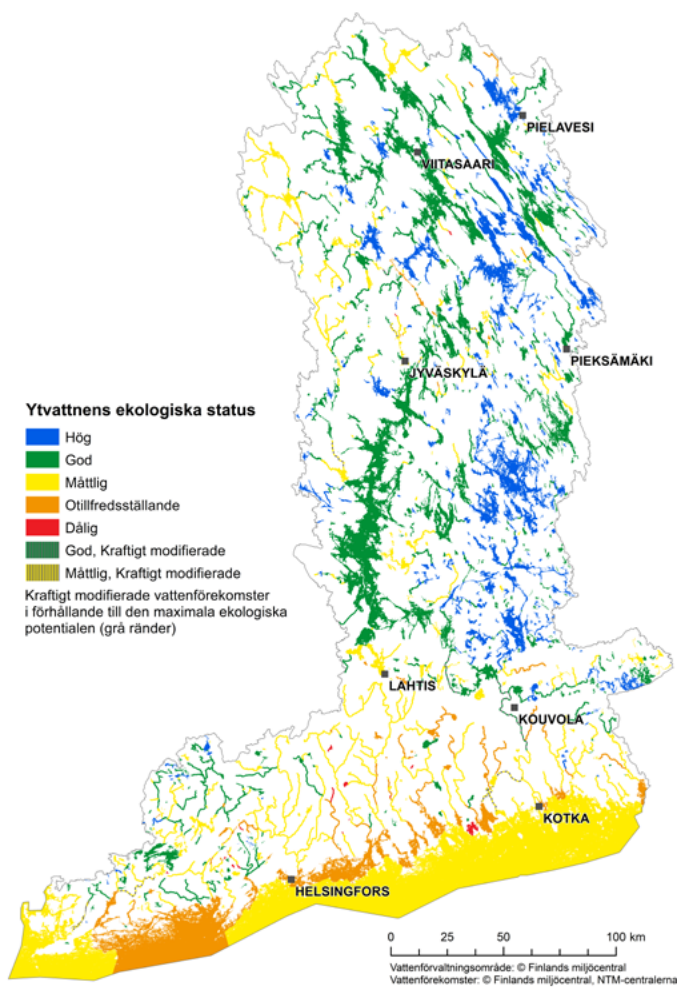 PIELAVESI
VIITASAARI
PIEKSÄMÄKI
JYVÄSKYLÄ
Ytvattnens ekologiska status
Hög
God
Måttlig
Otillfredsställande
Dålig
God, Kraftigt modifierade
Måttlig, Kraftigt modifierade
Kraftigt modifierade vattenförekomster
i förhållande till den maximala ekologiska
potentialen (grå ränder)
LAHTIS
KOUVOLA
KOTKA
HELSINGFORS
0 25 50 100 km
Vattenförvaltningsområde: © Finlands miljöcentral
Vattenförekomster: © Finlands miljöcentral, NTM-centralerna